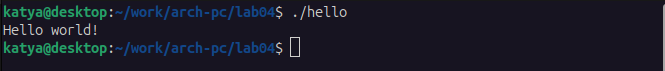 katya@desktop:~/work/arch-pc/lab04$ ./hello
Hello world!
katya@desktop:~/work/arch-pc/lab04$